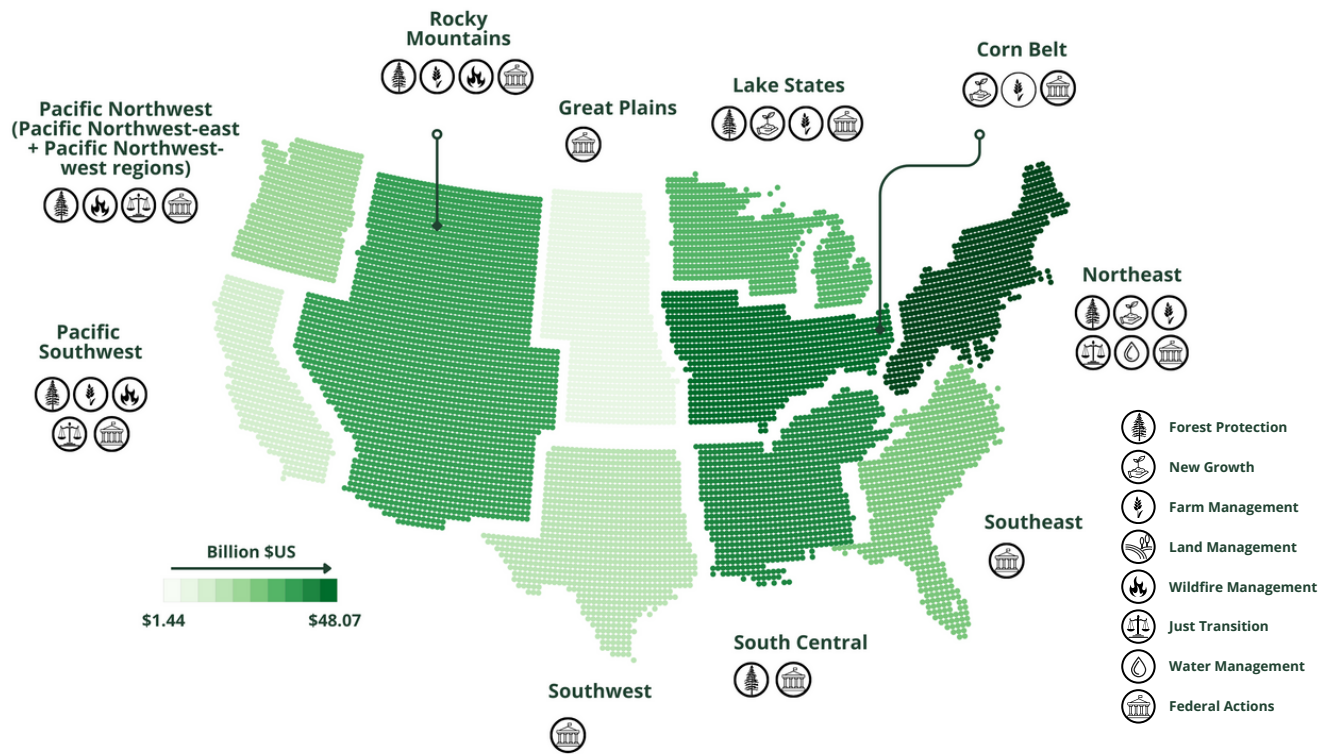 Rocky
Mountains
Corn Belt
Lake States
Great Plains
Pacific Northwest
(Pacific Northwest-east
+ Pacific Northwest-
west regions)
Northeast
Pacific
Southwest
Forest Protection
New Growth
Farm Management
Southeast
Land Management
Billion $US
Wildfire Management
$1.44
$48.07
Just Transition
South Central
Water Management
Southwest
Federal Actions